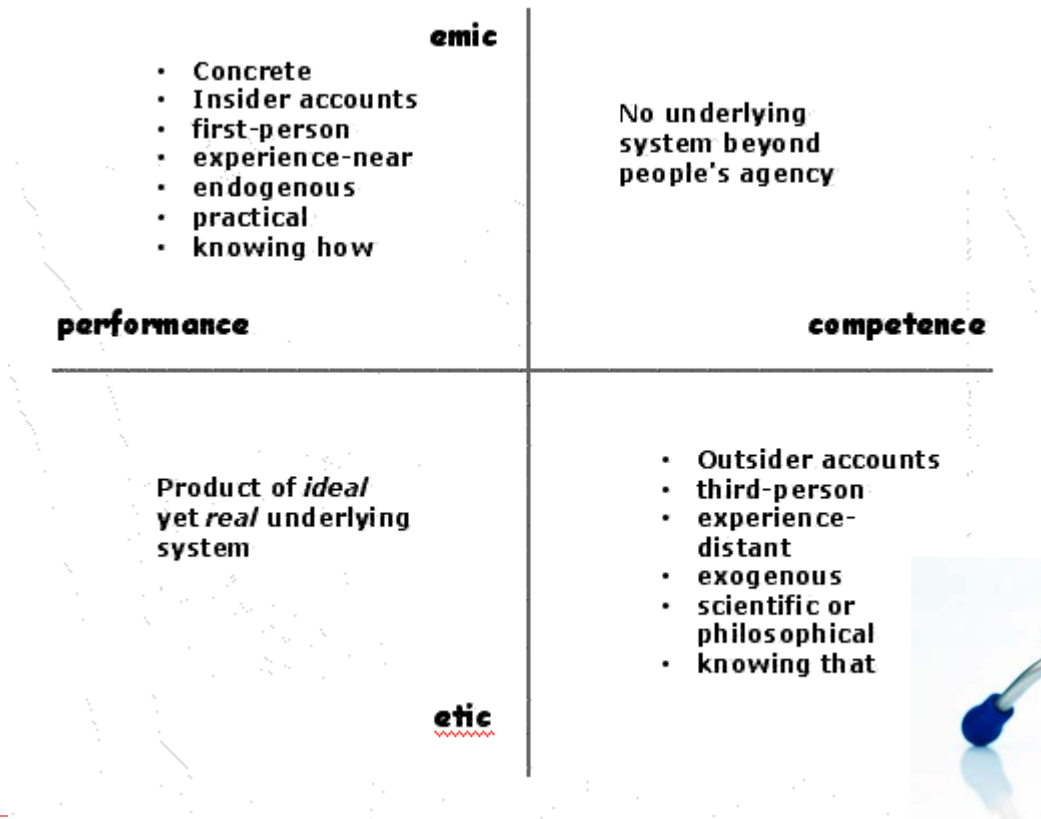 emic
• Concrete
• Insider accounts
• first-person
• experience-near
• endogenous
• practical
• knowing how
No underlying
system beyond
people's agency
performance
competence
Product of ideal
yet real underlying
system
• Outsider accounts
• third-person
• experience-
distant
• exogenous
• scientific or
philosophical
• knowing that
etic